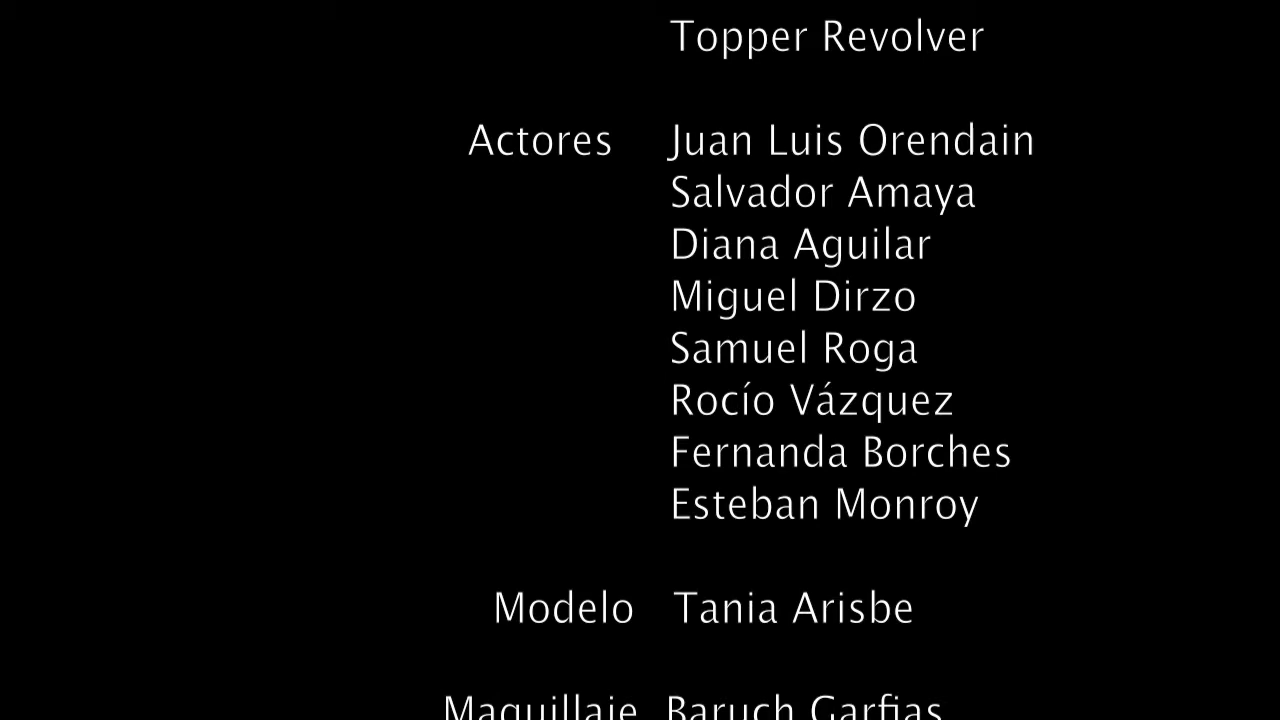 Topper Revolver
Actores Juan Luis Orendain
Salvador Amaya
Diana Aguilar
Miguel Dirzo
Samuel Roga
Rocío Vázquez
Fernanda Borches
Esteban Monroy
Modelo Tania Arisbe
Maquillaje Baruch Garfias